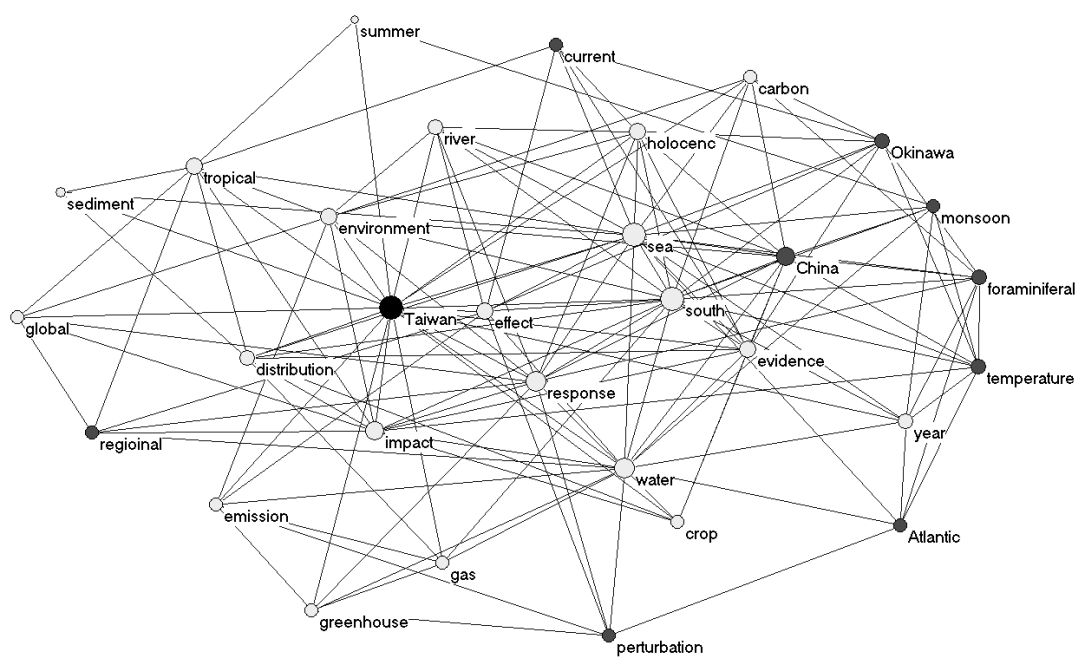 summer
current
carbon
river
holocenc
Okinawa
tropical
sediment
monsoon
environment
sea
China
foraminiferal
south
Taiwan
effect
global
evidence
distribution
temperature
response
year
impact
regioinal
water
emission
crop
Atlantic
gas
greenhouse
perturbation